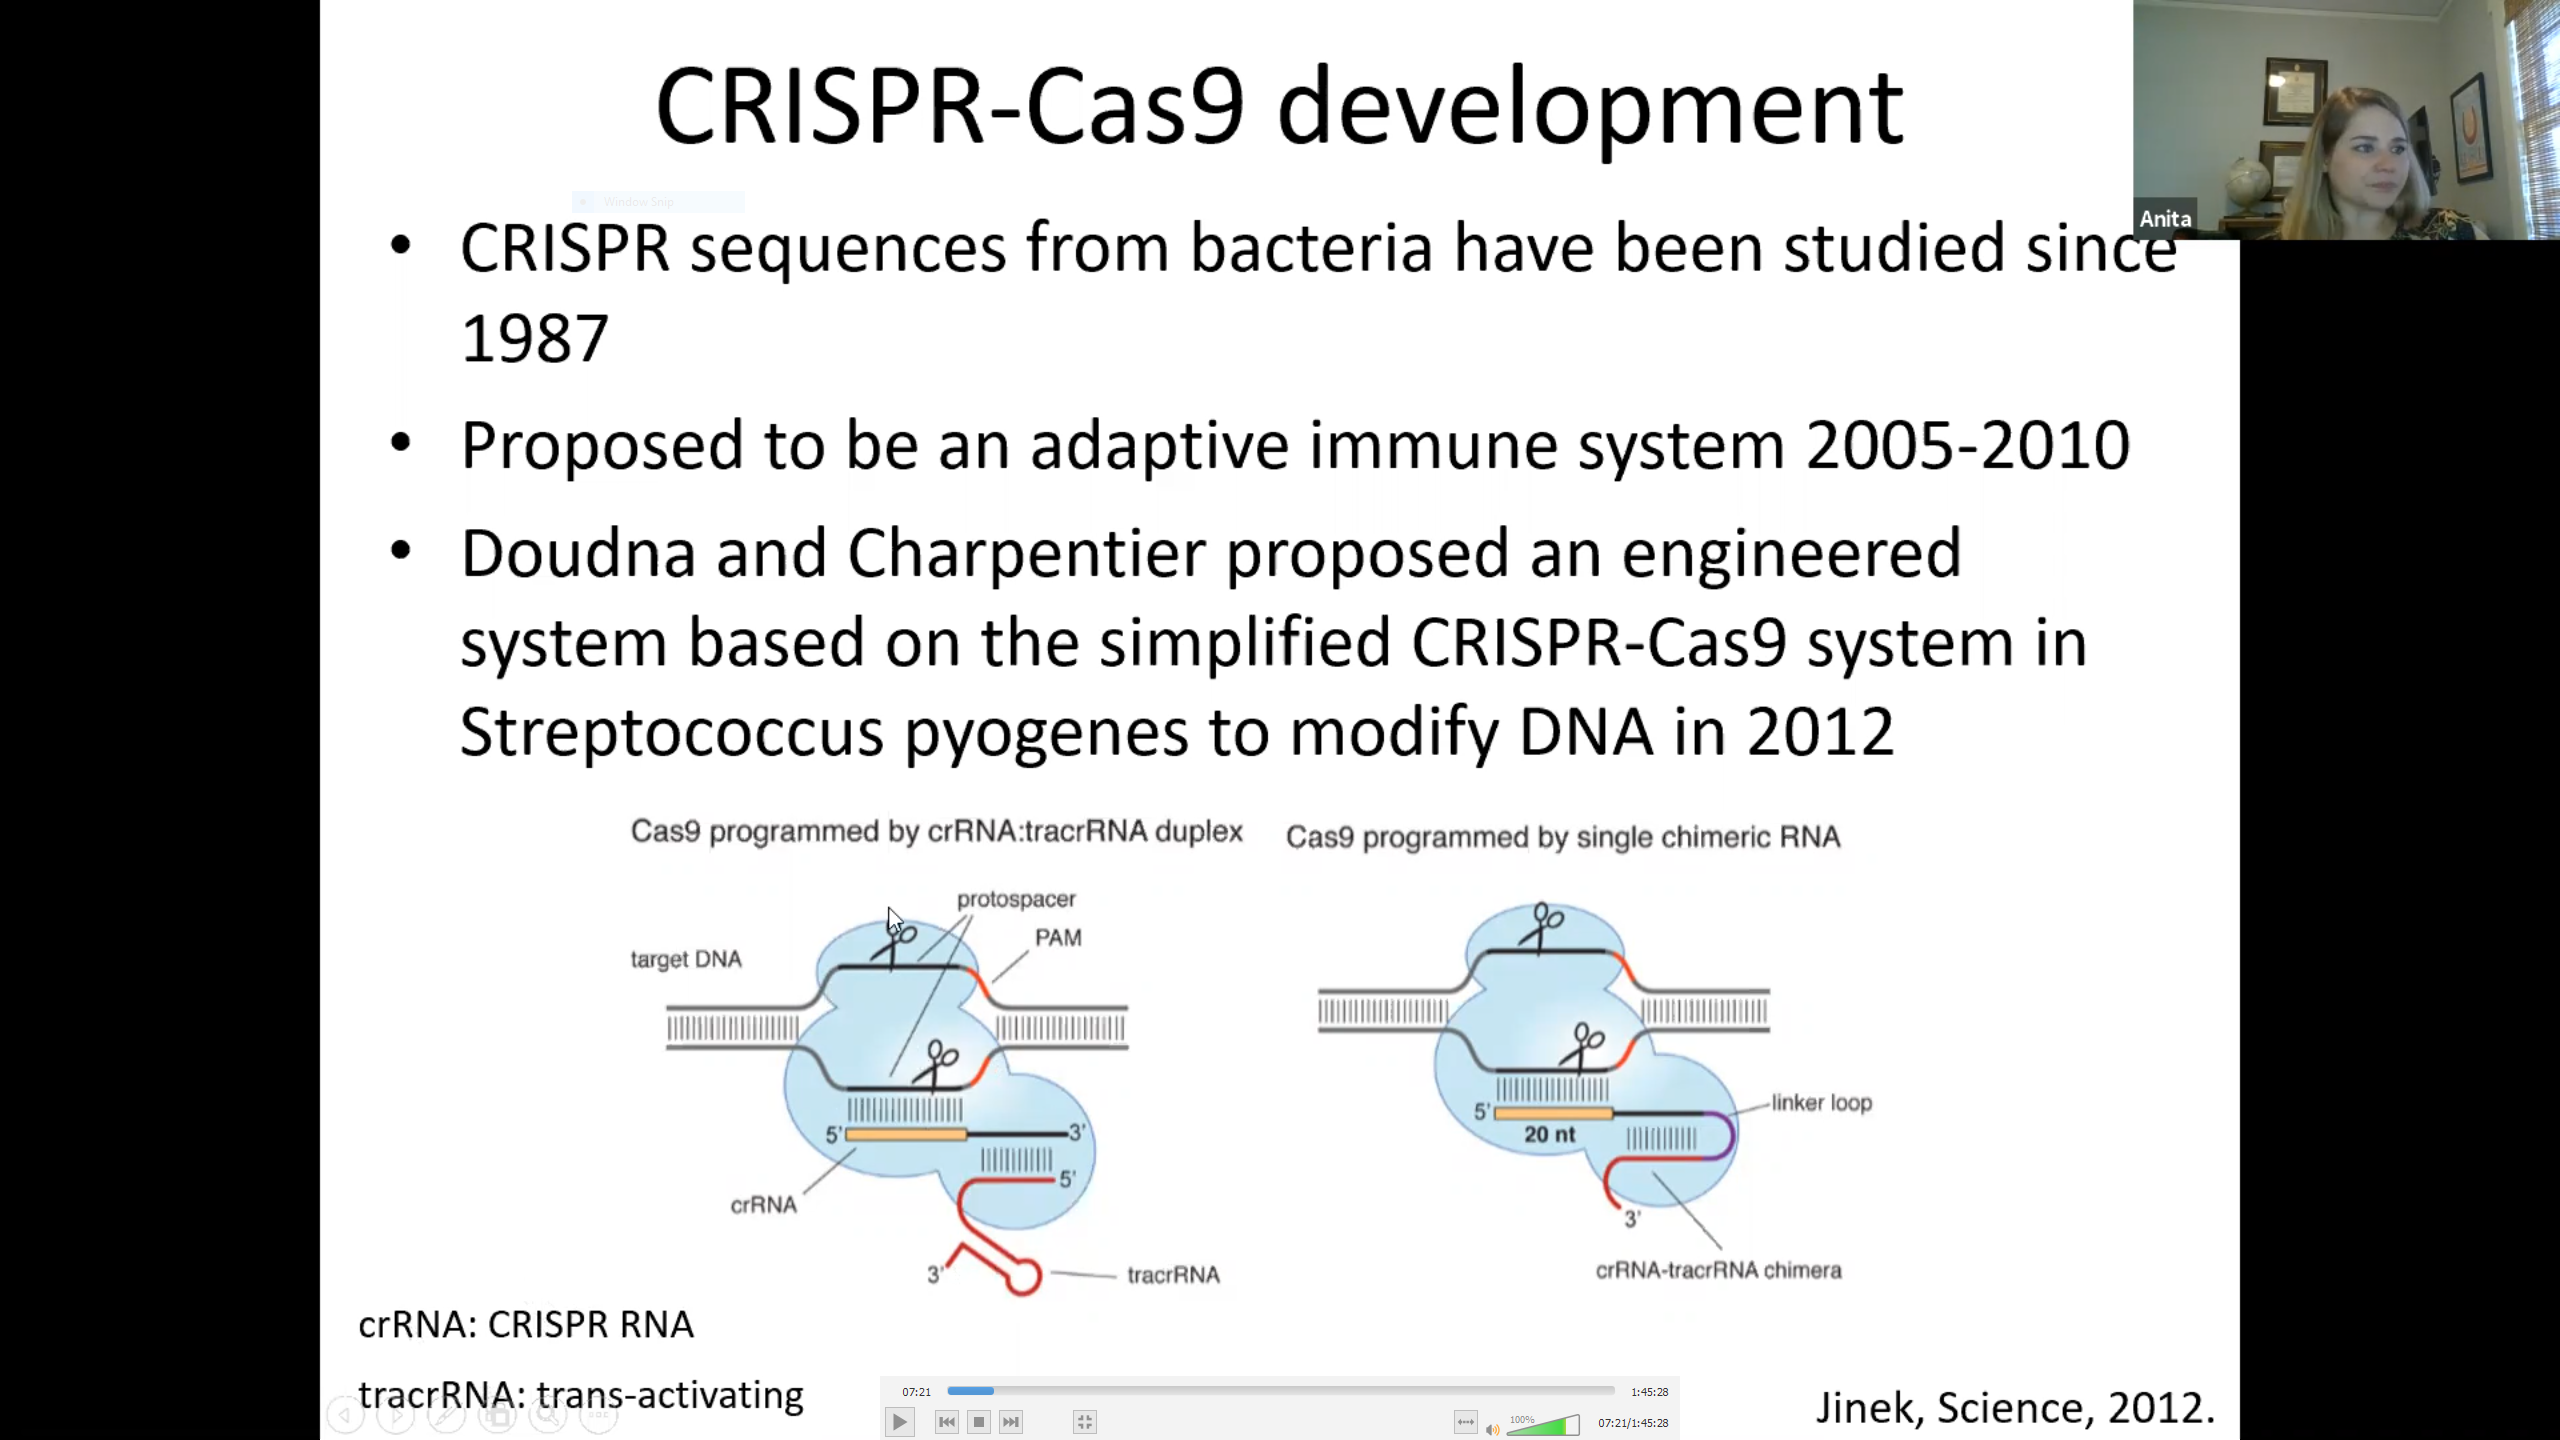 CRISPR-Cas9 development
Anita
Window Snip
• CRISPR sequences from bacteria have been studied since
1987
• Proposed to be an adaptive immune system 2005-2010
• Doudna and Charpentier proposed an engineered
system based on the simplified CRISPR-Cas9 system in
Streptococcus pyogenes to modify DNA in 2012
Cas9 programmed by crRNA:tracrRNA duplex
protospacer
PAM
target DNA
5'
3'
5'
crRNA
3'
tracrRNA
Cas9 programmed by single chimeric RNA
linker loop
5'
20 nt
3'
crRNA-tracrRNA chimera
crRNA: CRISPR RNA
tracrRNA: trans-activating
Jinek, Science, 2012.
07:21
1:45:28
100%
07:21/1:45:28